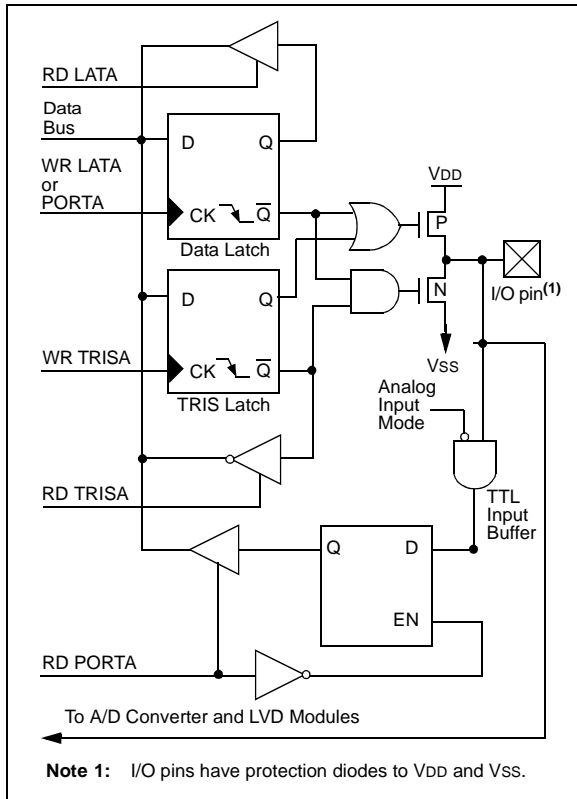 RD LATA
Data
Bus
D Q
WR LATA
or
PORTA
CK Q
Data Latch
VDD
P
I/O pin(1)
N
D Q
WR TRISA
CK Q
TRIS Latch
VSS
Analog
Input
Mode
TTL
Input
Buffer
RD TRISA
Q D
EN
RD PORTA
To A/D Converter and LVD Modules
Note 1: I/O pins have protection diodes to VDD and VSS.